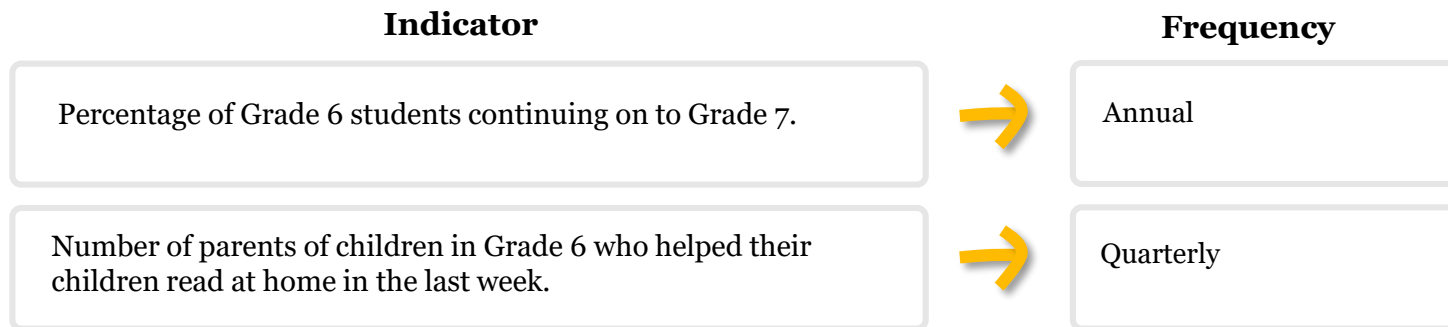 Indicator
Frequency
Percentage of Grade 6 students continuing on to Grade 7.
Annual
Number of parents of children in Grade 6 who helped their
children read at home in the last week.
Quarterly